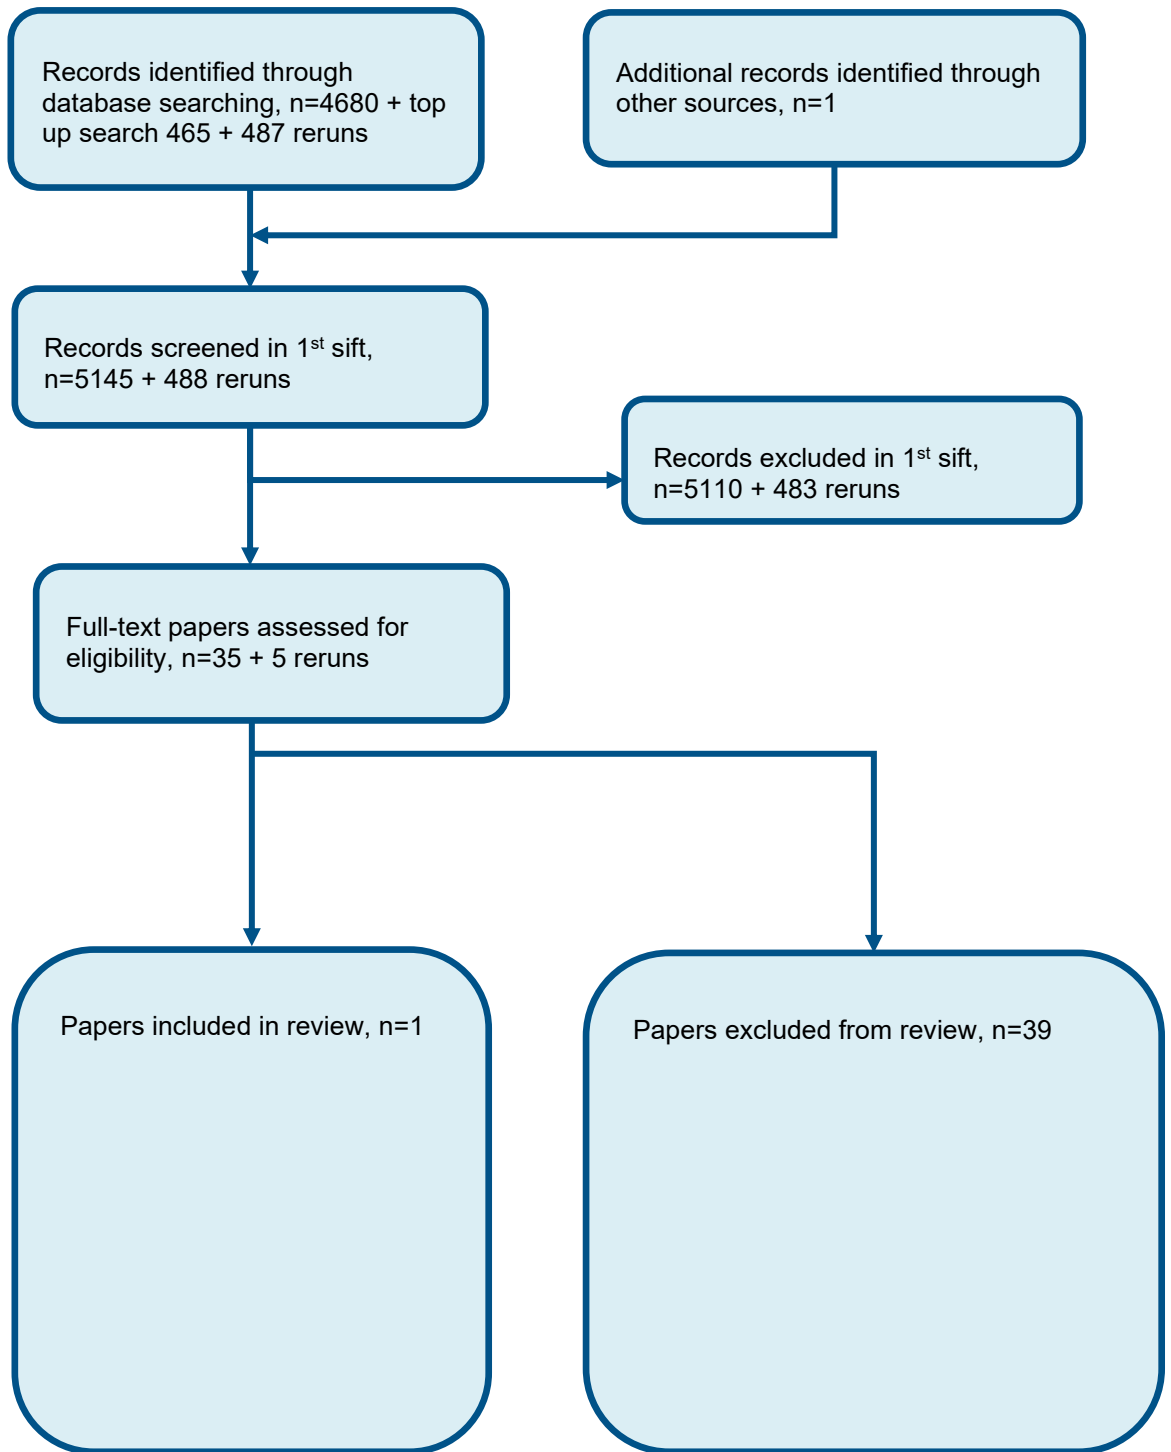 Records identified through
database searching, n=4680 + top
up search 465 + 487 reruns
Additional records identified through
other sources, n=1
Records screened in 1st sift,
n=5145 + 488 reruns
Records excluded in 1st sift,
n=5110 + 483 reruns
Full-text papers assessed for
eligibility, n=35 + 5 reruns
Papers included in review, n=1
Papers excluded from review, n=39